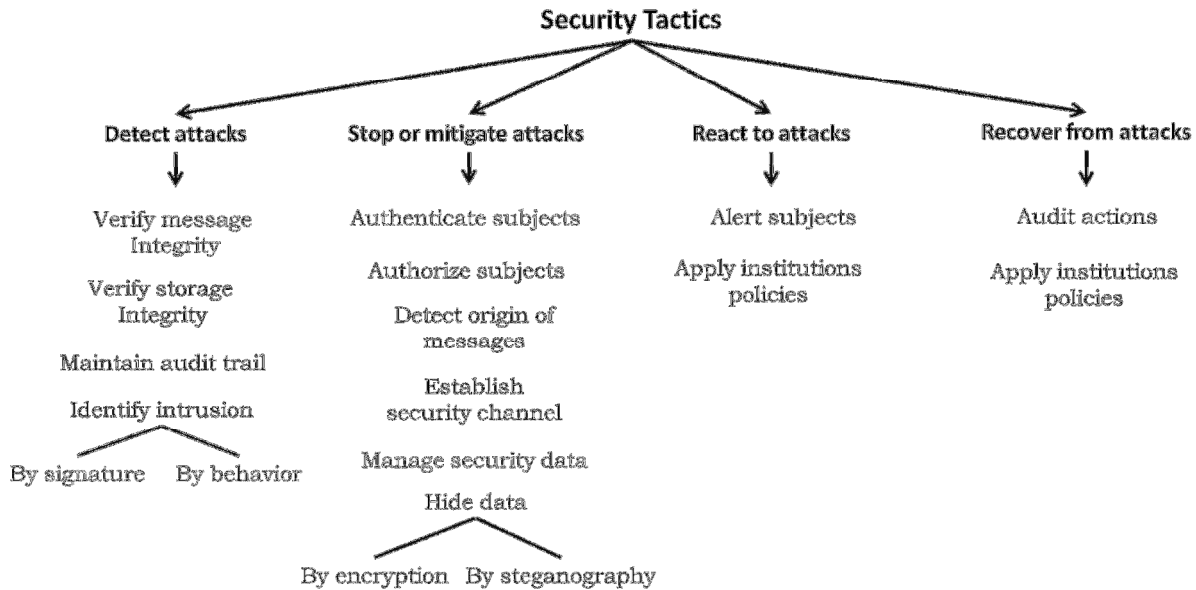 Security Tactics
Detect attacks
Stop or mitigate attacks
React to attacks
Recover from attacks
Verify message
Integrity
Verify storage
Integrity
Maintain audit trail
Identify intrusion
By signature
By behavior
Authenticate subjects
Authorize subjects
Detect origin of
messages
Establish
security channel
Manage security data
Hide data
By encryption
By steganography
Alert subjects
Apply institutions
policies
Audit actions
Apply institutions
policies